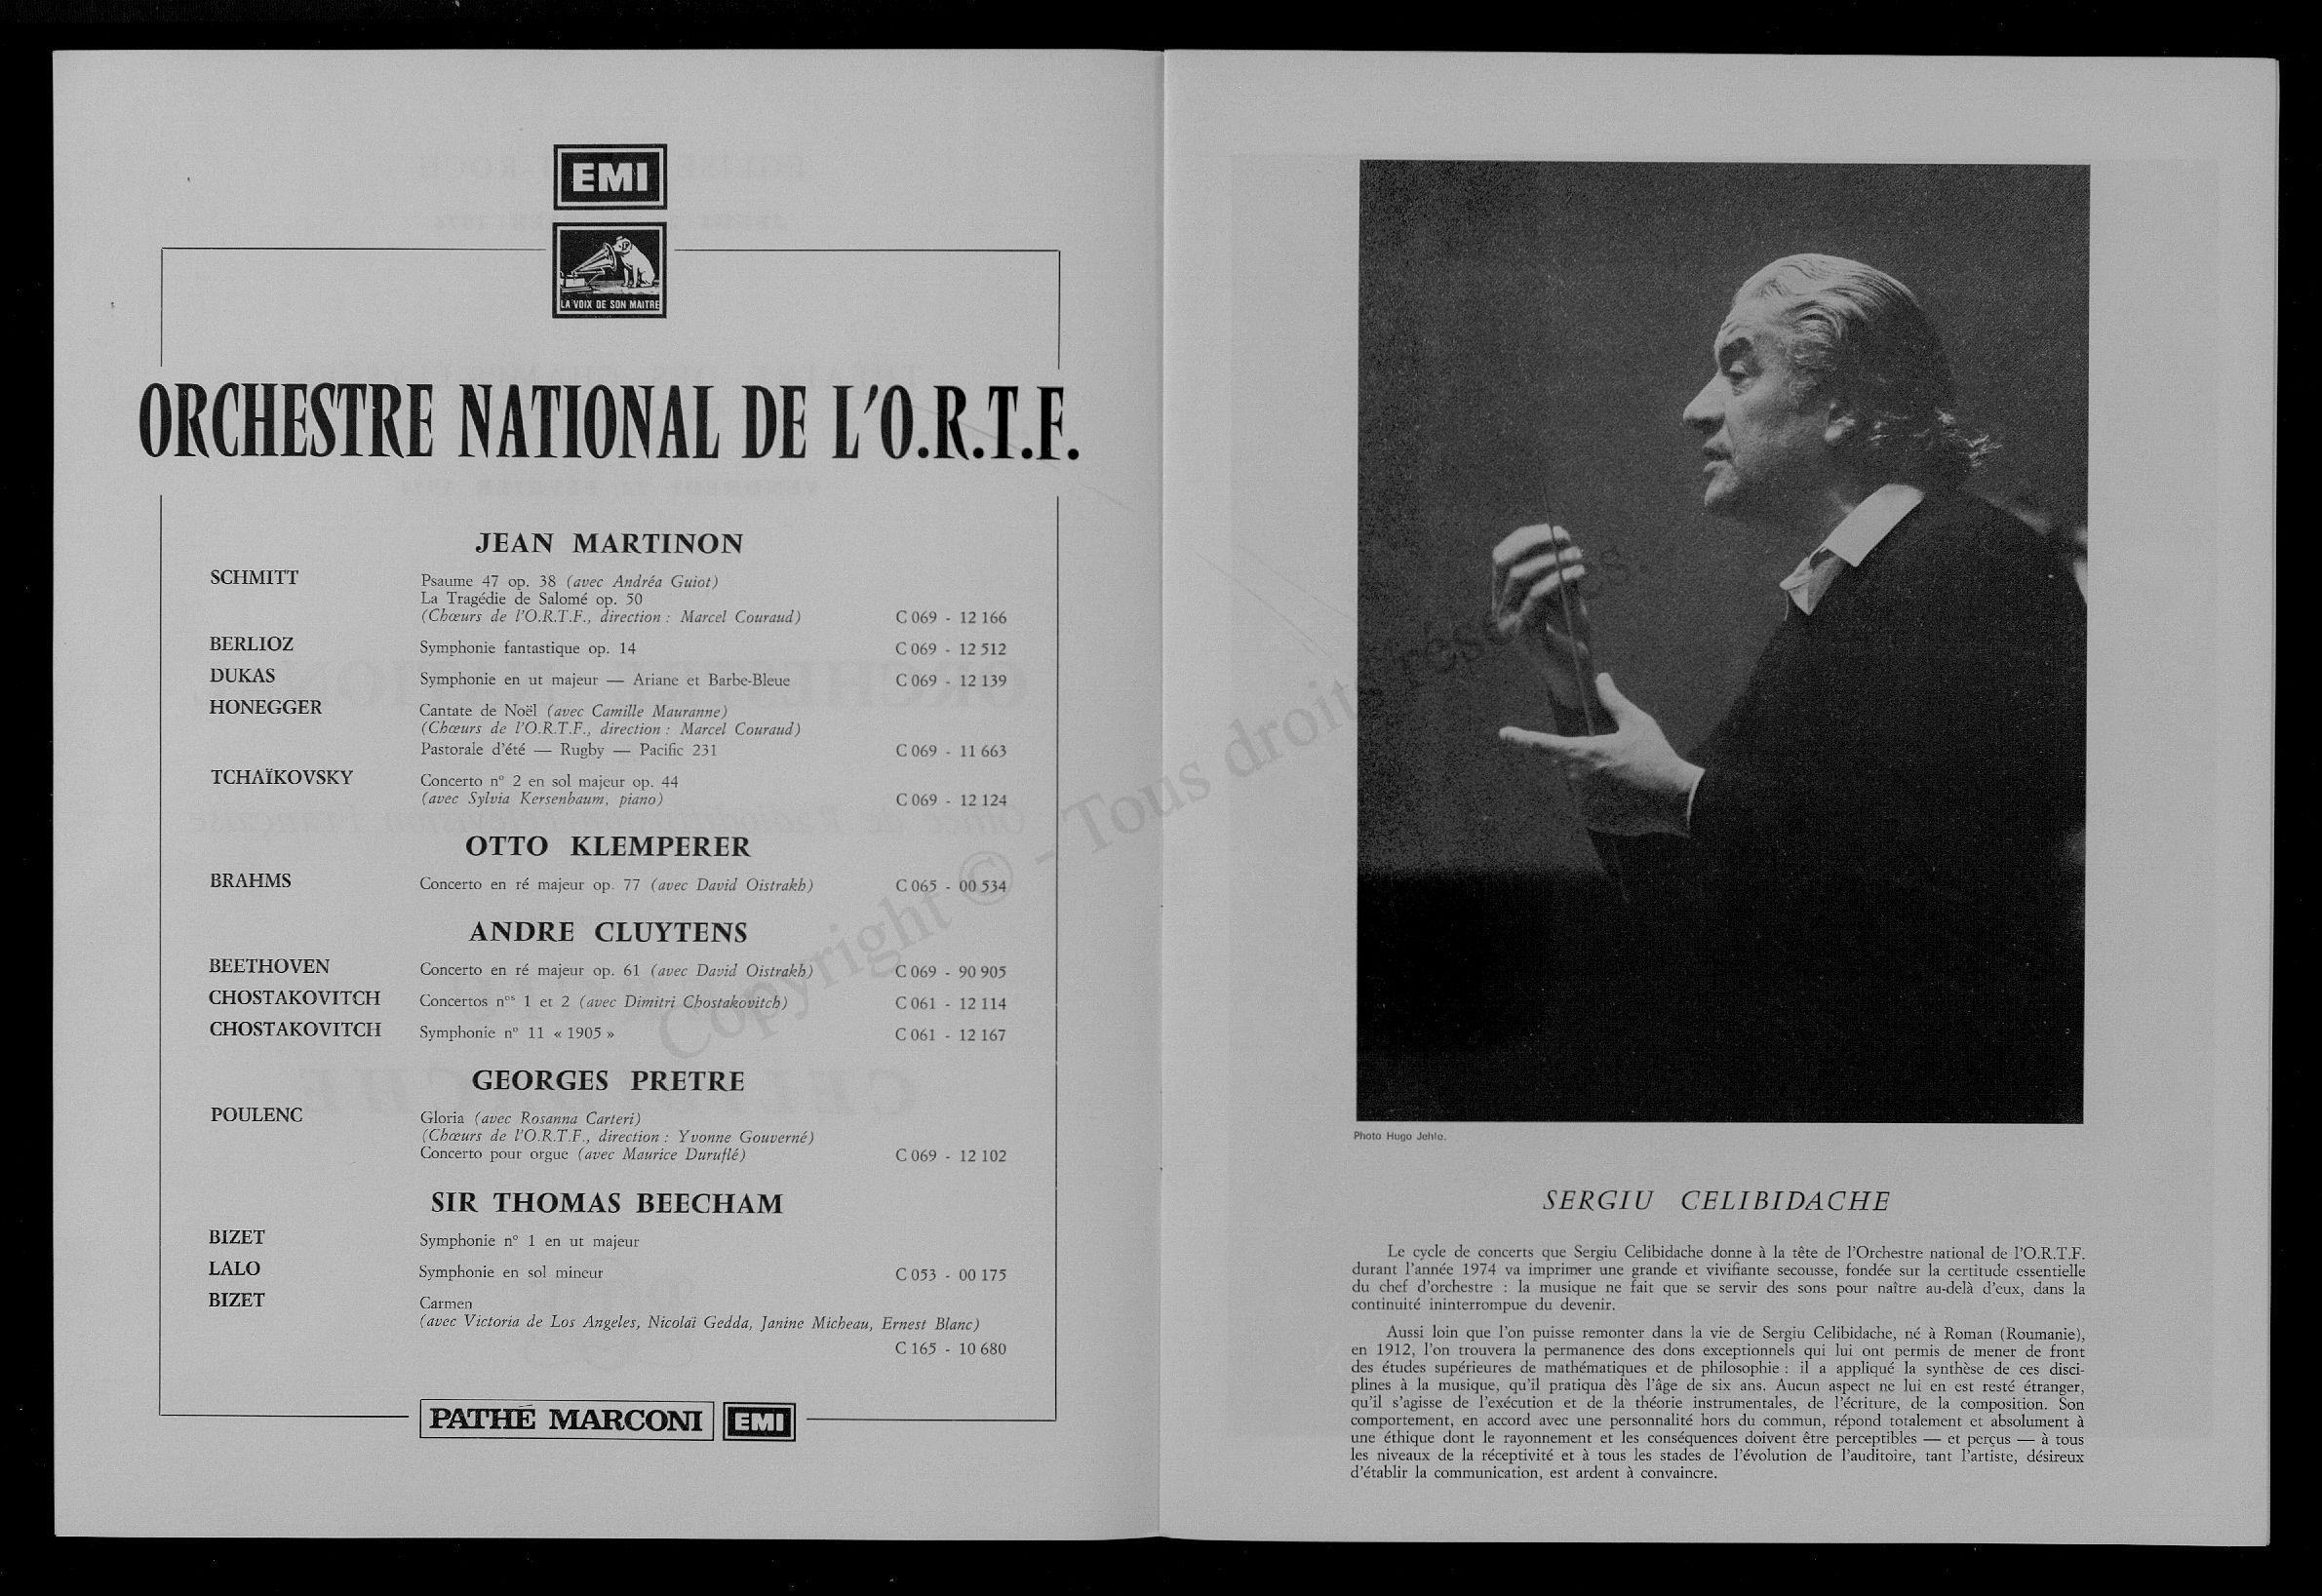 EMI
LA VOIX DE SON MAITRE
ORCHESTRE NATIONAL DE L'O.R.T.F.
JEAN MARTINON
SCHMITT Psaume 47 op. 38 (avec Andréa Guiot)
La Tragédie de Salomé op. 50
(Chœurs de l'O.R.T.F., direction : Marcel Couraud) C 069 - 12 166
BERLIOZ Symphonie fantastique op. 14 C 069 - 12 512
DUKAS Symphonie en ut majeur — Ariane et Barbe-Bleue C 069 - 12 139
HONEGGER Cantate de Noël (avec Camille Mauranne)
(Chœurs de l'O.R.T.F., direction : Marcel Couraud)
Pastorale d'été — Rugby — Pacific 231 C 069 - 11 663
TCHAÏKOVSKY Concerto n° 2 en sol majeur op. 44
(avec Sylvia Kersenbaum, piano) C 069 - 12 124
OTTO KLEMPERER
BRAHMS Concerto en ré majeur op. 77 (avec David Oistrakh) C 065 - 00 534
ANDRE CLUYTENS
BEETHOVEN Concerto en ré majeur op. 61 (avec David Oistrakh) C 069 - 90 905
CHOSTAKOVITCH Concertos nos 1 et 2 (avec Dimitri Chostakovitch) C 061 - 12 114
CHOSTAKOVITCH Symphonie n° 11 « 1905 » C 061 - 12 167
GEORGES PRETRE
POULENC Gloria (avec Rosanna Carteri)
(Chœurs de l'O.R.T.F., direction : Yvonne Gouverné)
Concerto pour orgue (avec Maurice Duruflé) C 069 - 12 102
SIR THOMAS BEECHAM
BIZET Symphonie n° 1 en ut majeur
LALO Symphonie en sol mineur C 053 - 00 175
BIZET Carmen
(avec Victoria de Los Angeles, Nicolaï Gedda, Janine Micheau, Ernest Blanc)
C 165 - 10 680
PATHÉ MARCONI EMI
Copyright © - Tous droits réservés.
Photo Hugo Jehle.
SERGIU CELIBIDACHE
Le cycle de concerts que Sergiu Celibidache donne à la tête de l'Orchestre national de l'O.R.T.F.
durant l'année 1974 va imprimer une grande et vivifiante secousse, fondée sur la certitude essentielle
du chef d'orchestre : la musique ne fait que se servir des sons pour naître au-delà d'eux, dans la
continuité ininterrompue du devenir.
Aussi loin que l'on puisse remonter dans la vie de Sergiu Celibidache, né à Roman (Roumanie),
en 1912, l'on trouvera la permanence des dons exceptionnels qui lui ont permis de mener de front
des études supérieures de mathématiques et de philosophie : il a appliqué la synthèse de ces disci-
plines à la musique, qu'il pratiqua dès l'âge de six ans. Aucun aspect ne lui en est resté étranger,
qu'il s'agisse de l'exécution et de la théorie instrumentales, de l'écriture, de la composition. Son
comportement, en accord avec une personnalité hors du commun, répond totalement et absolument à
une éthique dont le rayonnement et les conséquences doivent être perceptibles — et perçus — à tous
les niveaux de la réceptivité et à tous les stades de l'évolution de l'auditoire, tant l'artiste, désireux
d'établir la communication, est ardent à convaincre.